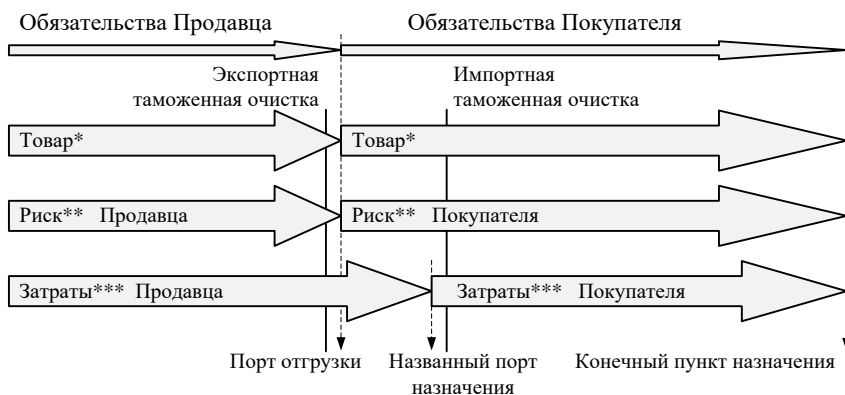 Обязательства Продавца
Обязательства Покупателя
Экспортная
таможенная очистка
Импортная
таможенная очистка
Товар*
Товар*
Риск** Продавца
Риск** Покупателя
Затраты*** Продавца
Затраты*** Покупателя
Порт отгрузки
Названный порт
назначения
Конечный пункт назначения